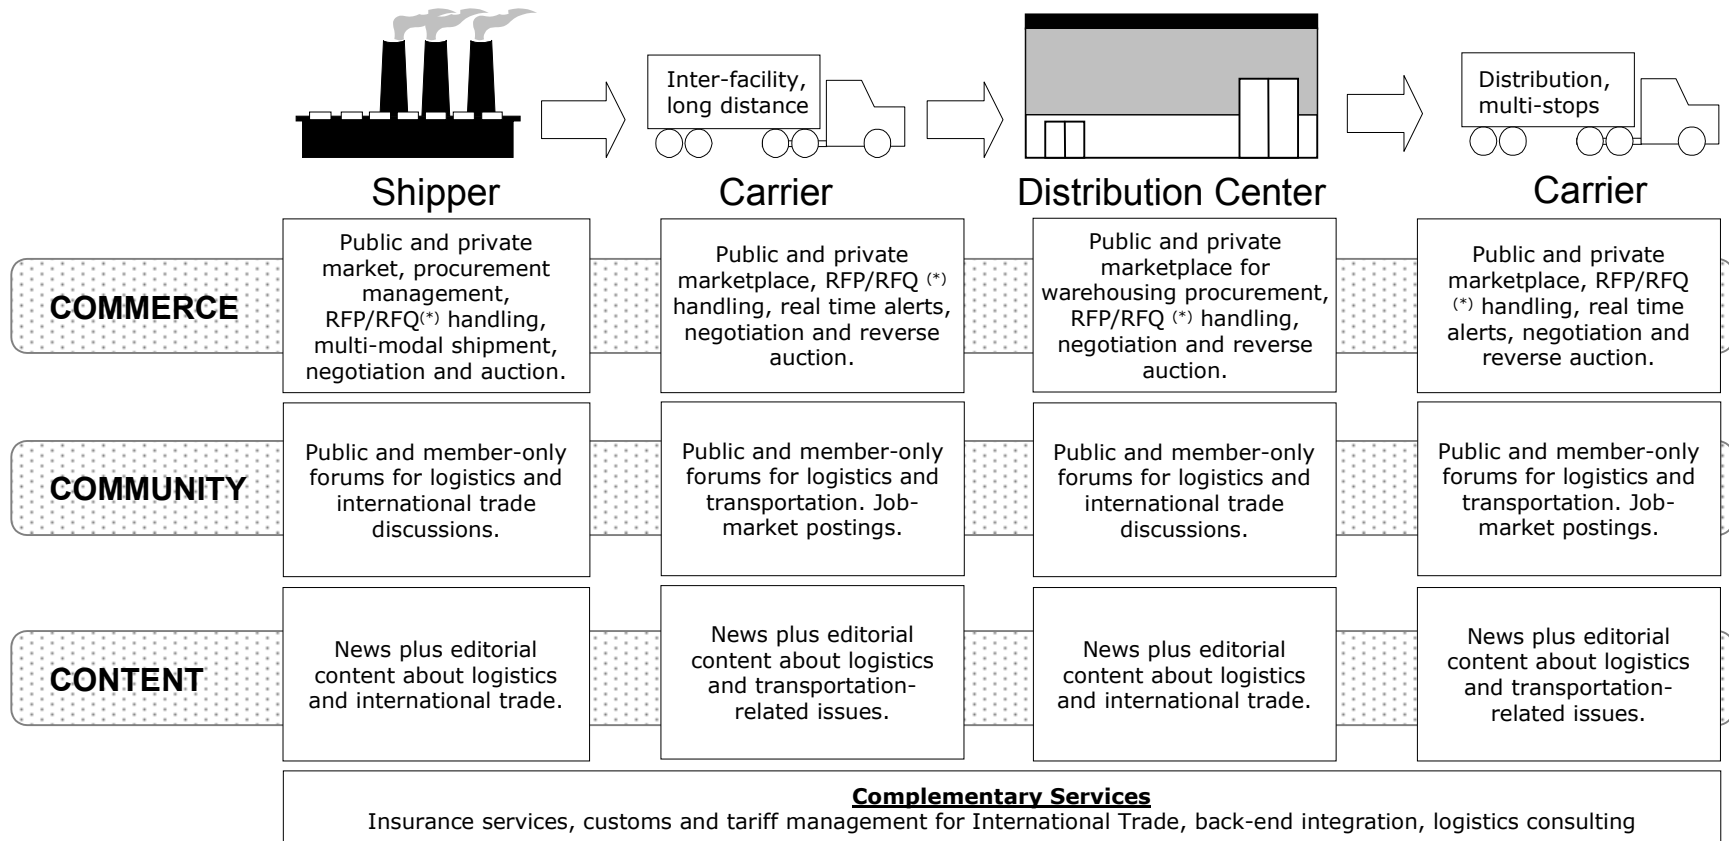 Inter-facility,
long distance
Distribution,
multi-stops
Shipper
Carrier
Distribution Center
Carrier
COMMERCE
Public and private
market, procurement
management,
RFP/RFQ(*) handling,
multi-modal shipment,
negotiation and auction.
Public and private
marketplace, RFP/RFQ (*)
handling, real time alerts,
negotiation and reverse
auction.
Public and private
marketplace for
warehousing procurement,
RFP/RFQ (*) handling,
negotiation and reverse
auction.
Public and private
marketplace, RFP/RFQ
(*) handling, real time
alerts, negotiation and
reverse auction.
COMMUNITY
Public and member-only
forums for logistics and
international trade
discussions.
Public and member-only
forums for logistics and
transportation. Job-
market postings.
Public and member-only
forums for logistics and
international trade
discussions.
Public and member-only
forums for logistics and
transportation. Job-
market postings.
CONTENT
News plus editorial
content about logistics
and international trade.
News plus editorial
content about logistics
and transportation-
related issues.
News plus editorial
content about logistics
and international trade.
News plus editorial
content about logistics
and transportation-
related issues.
Complementary Services
Insurance services, customs and tariff management for International Trade, back-end integration, logistics consulting